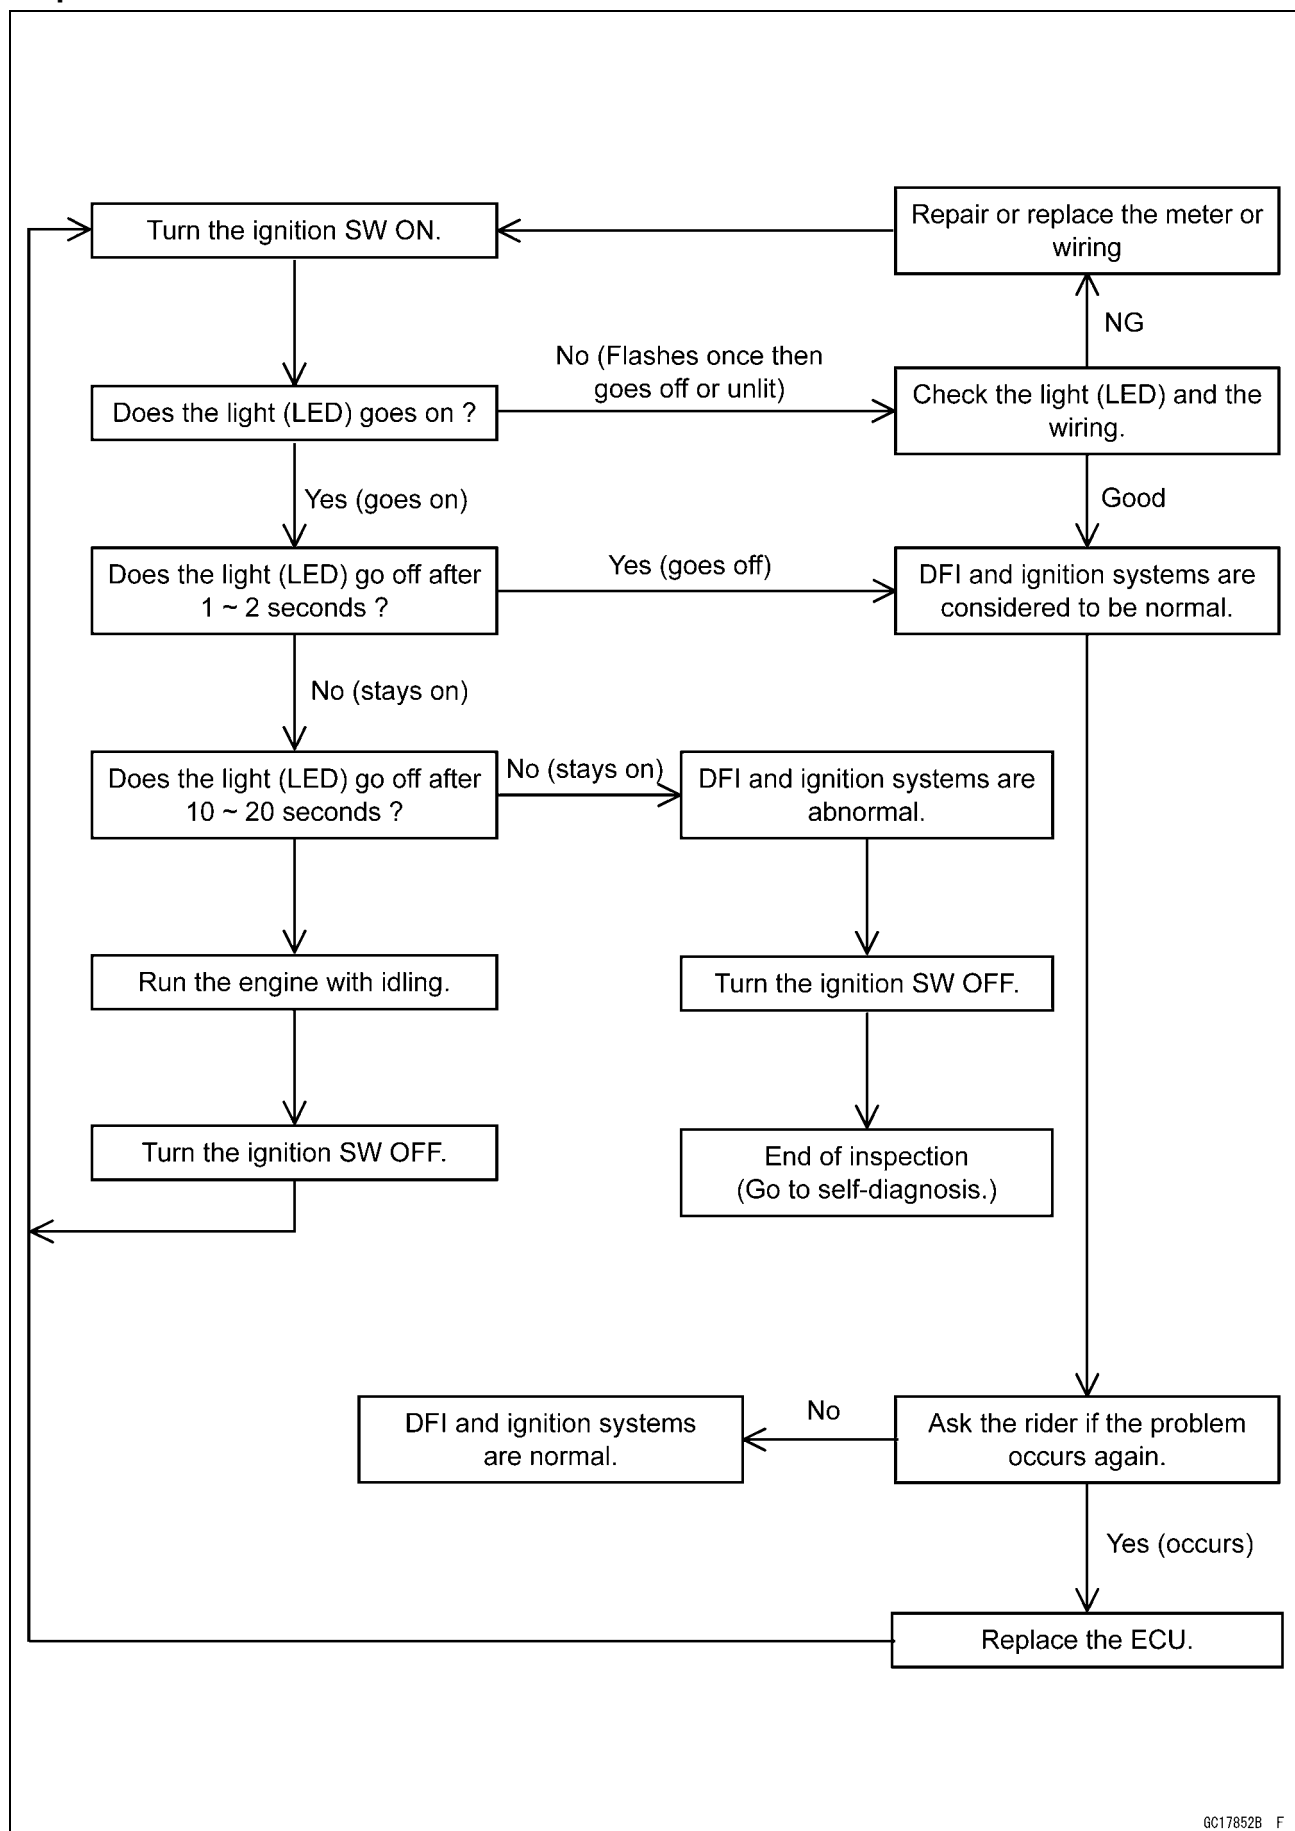 Turn the ignition SW ON.
Repair or replace the meter or
wiring
NG
No (Flashes once then
goes off or unlit)
Does the light (LED) goes on ?
Check the light (LED) and the
wiring.
Yes (goes on)
Good
Does the light (LED) go off after
1 ~ 2 seconds ?
Yes (goes off)
DFI and ignition systems are
considered to be normal.
No (stays on)
Does the light (LED) go off after
10 ~ 20 seconds ?
No (stays on)
DFI and ignition systems are
abnormal.
Run the engine with idling.
Turn the ignition SW OFF.
Turn the ignition SW OFF.
End of inspection
(Go to self-diagnosis.)
DFI and ignition systems
are normal.
No
Ask the rider if the problem
occurs again.
Yes (occurs)
Replace the ECU.
GC17852B F